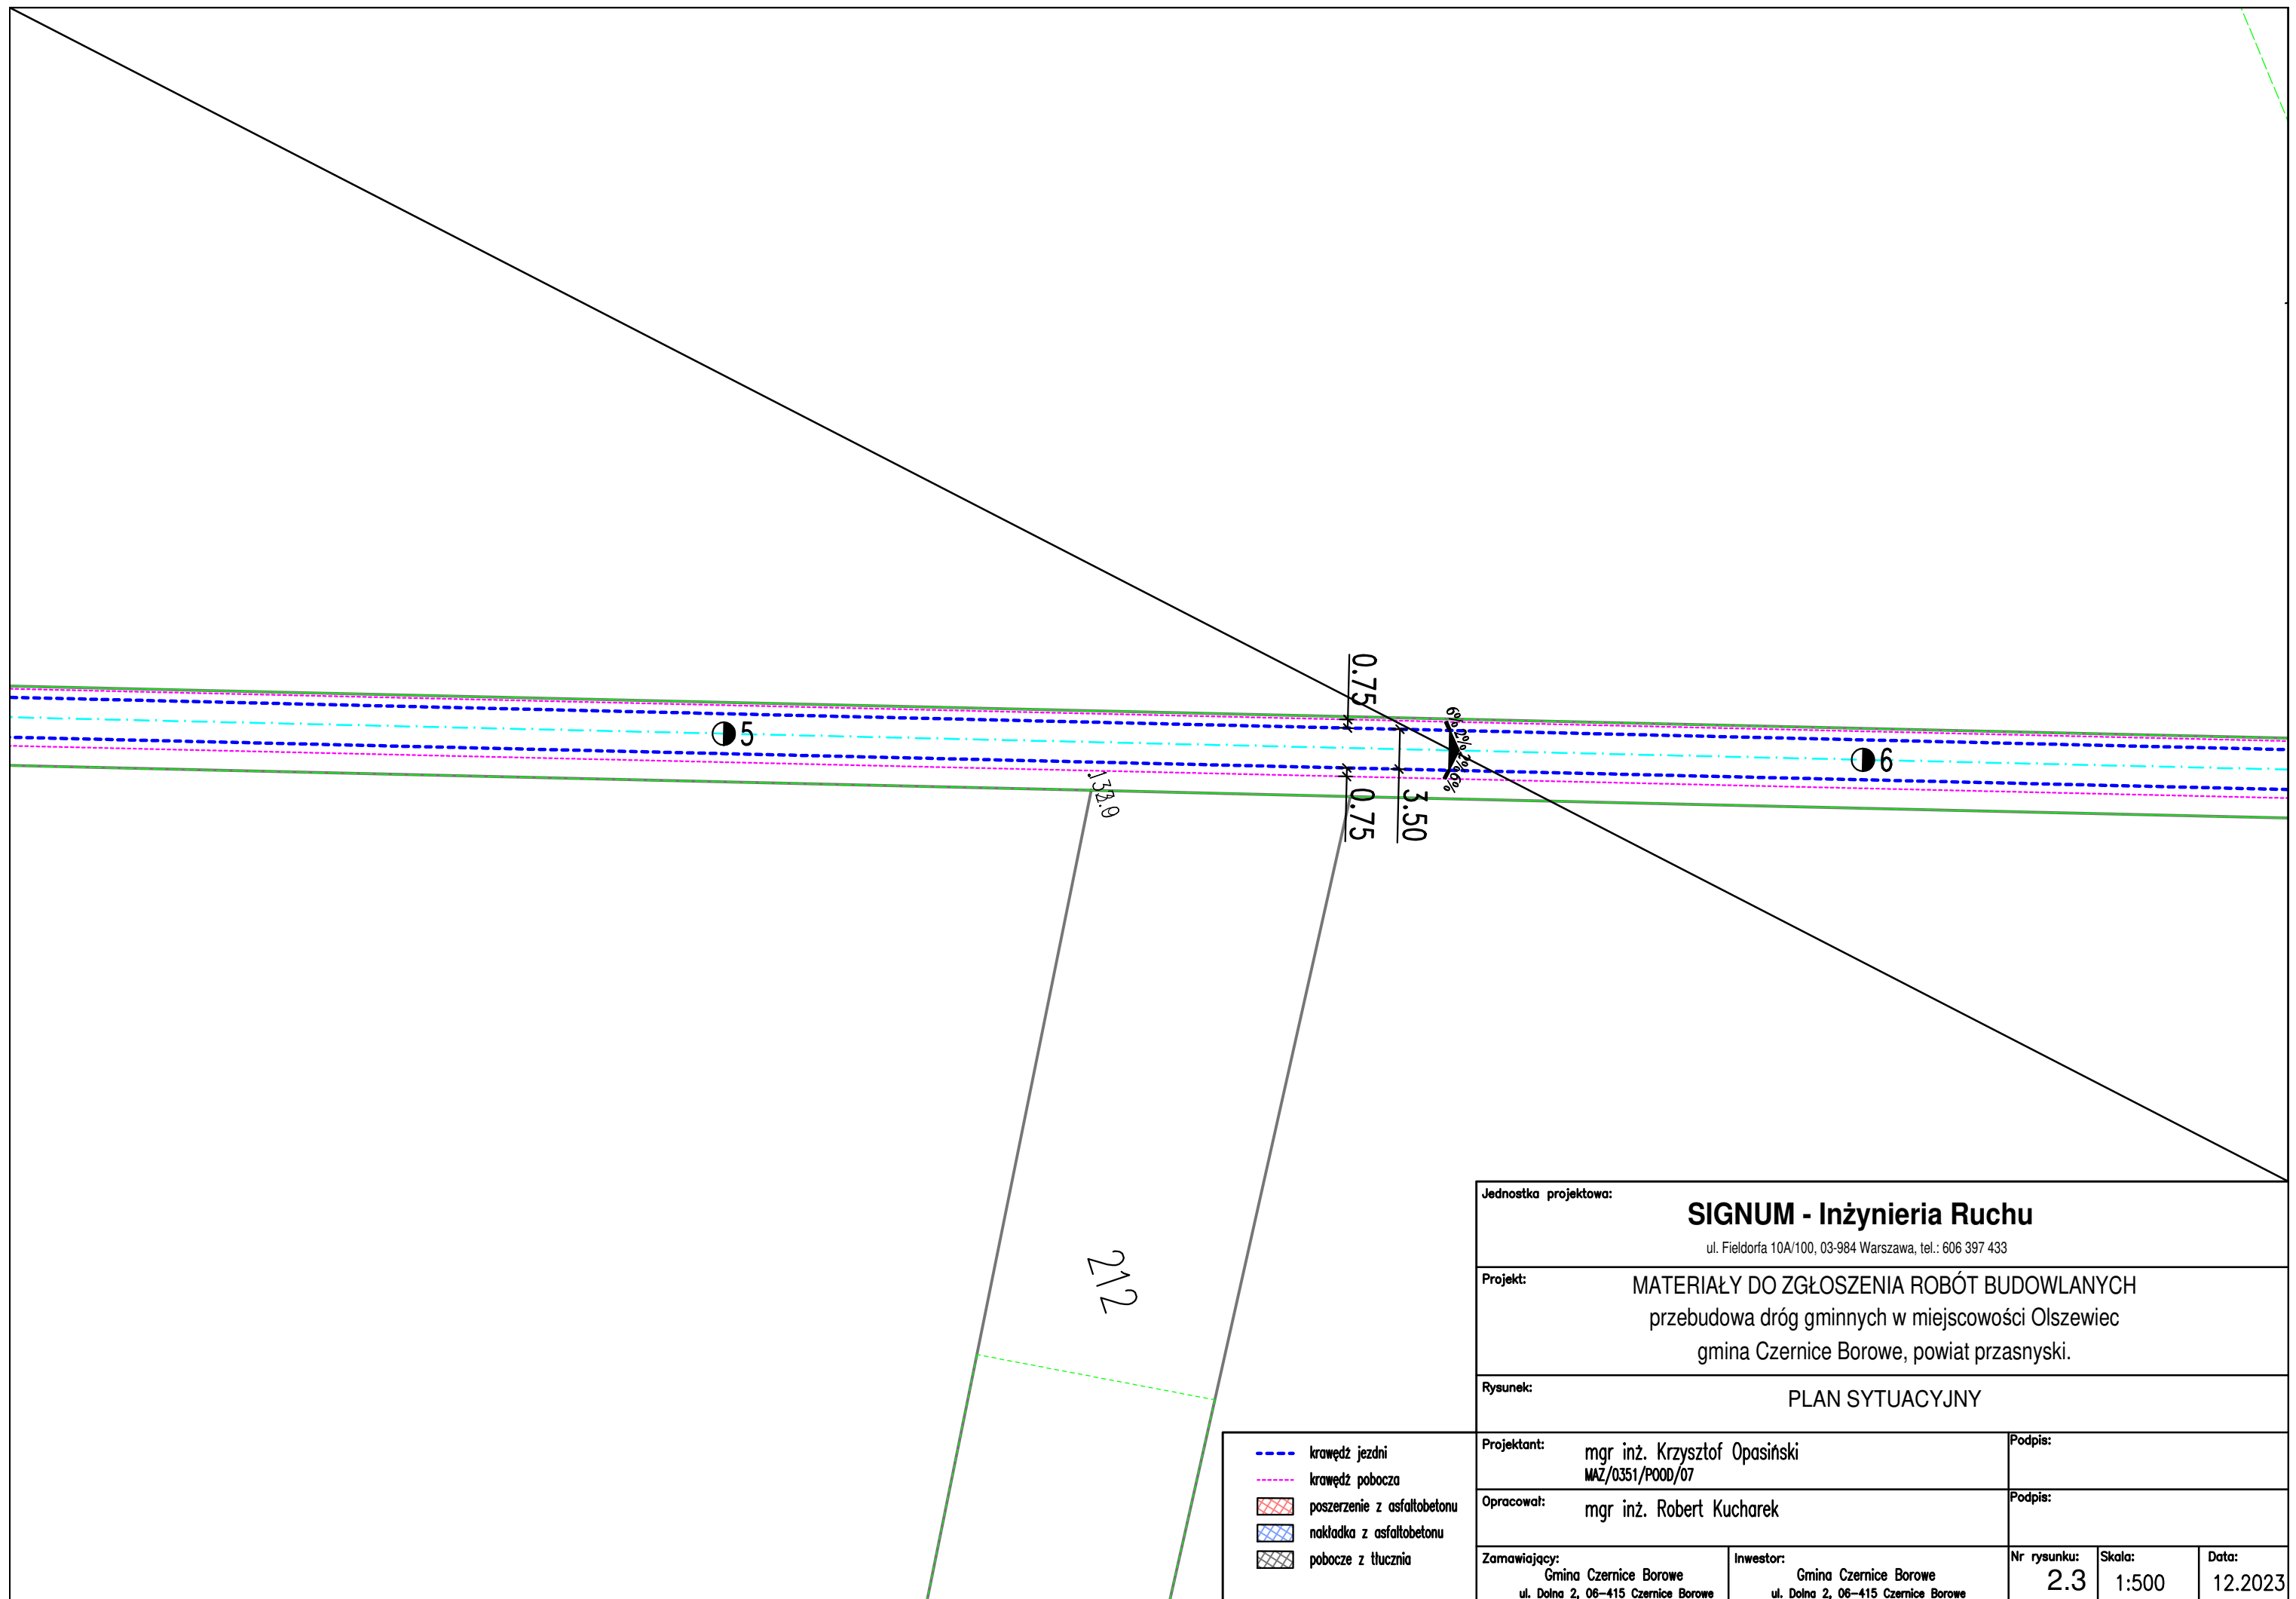 0.75
6% 2% 2% 6%
5
6
0.75
3.50
212
Jednostka projektowa:
SIGNUM - Inżynieria Ruchu
ul. Fieldorfa 10A/100, 03-984 Warszawa, tel.: 606 397 433
Projekt:
MATERIAŁY DO ZGŁOSZENIA ROBÓT BUDOWLANYCH
przebudowa dróg gminnych w miejscowości Olszewiec
gmina Czernice Borowe, powiat przasnyski.
Rysunek:
PLAN SYTUACYJNY
krawędź jezdni
krawędź pobocza
poszerzenie z asfaltobetonu
nakładka z asfaltobetonu
pobocze z tłucznia
Projektant:
mgr inż. Krzysztof Opasiński
MAZ/0351/POOD/07
Podpis:
Opracował:
mgr inż. Robert Kucharek
Podpis:
Zamawiający:
Gmina Czernice Borowe
ul. Dolna 2, 06-415 Czernice Borowe
Inwestor:
Gmina Czernice Borowe
ul. Dolna 2, 06-415 Czernice Borowe
Nr rysunku:
2.3
Skala:
1:500
Data:
12.2023